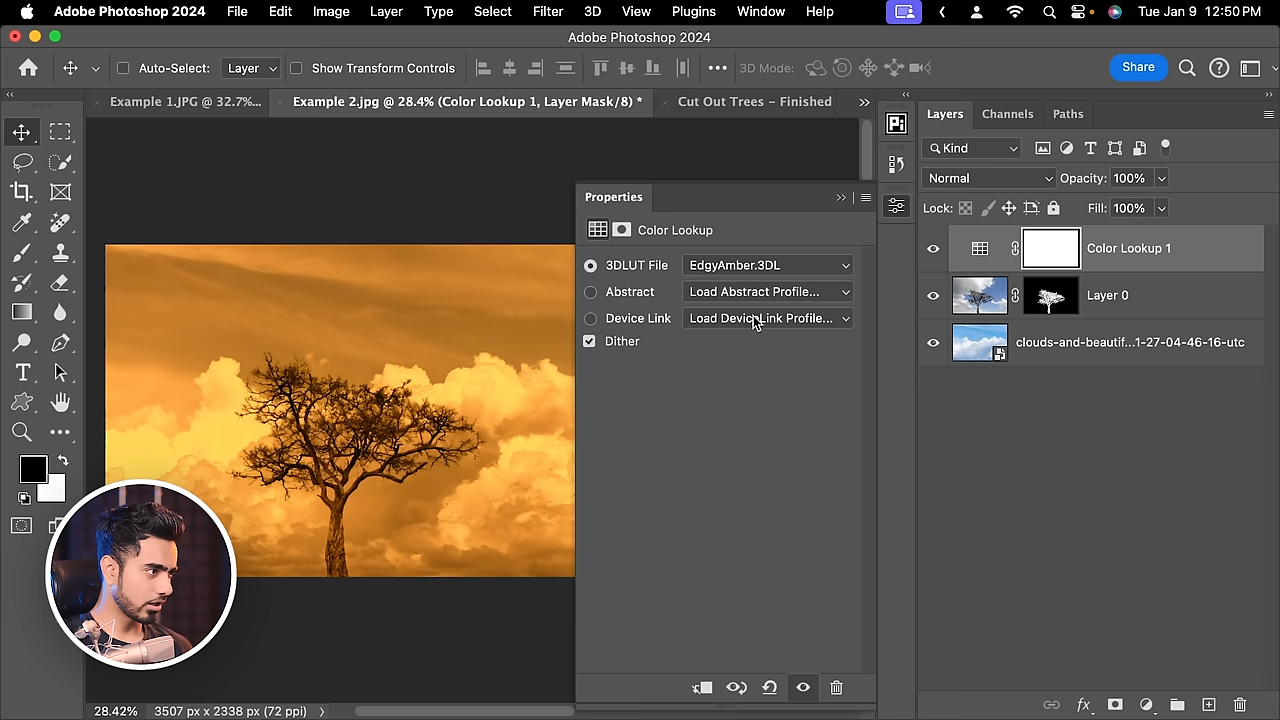 Adobe Photoshop 2024 File Edit Image Layer Type Select Filter 3D View Plugins Window Help Tue Jan 9 12:50 PM
Adobe Photoshop 2024
Auto-Select: Layer Show Transform Controls 3D Mode: Share
Example 1.JPG @ 32.7%... Example 2.jpg @ 28.4% (Color Lookup 1, Layer Mask/8) * Cut Out Trees - Finished
Layers Channels Paths
Kind
Normal Opacity: 100%
Lock: Fill: 100%
Color Lookup 1
Layer 0
clouds-and-beautif...1-27-04-46-16-utc
Properties
Color Lookup
3DLUT File EdgyAmber.3DL
Abstract Load Abstract Profile...
Device Link Load DeviceLink Profile...
Dither
28.42% 3507 px x 2338 px (72 ppi)